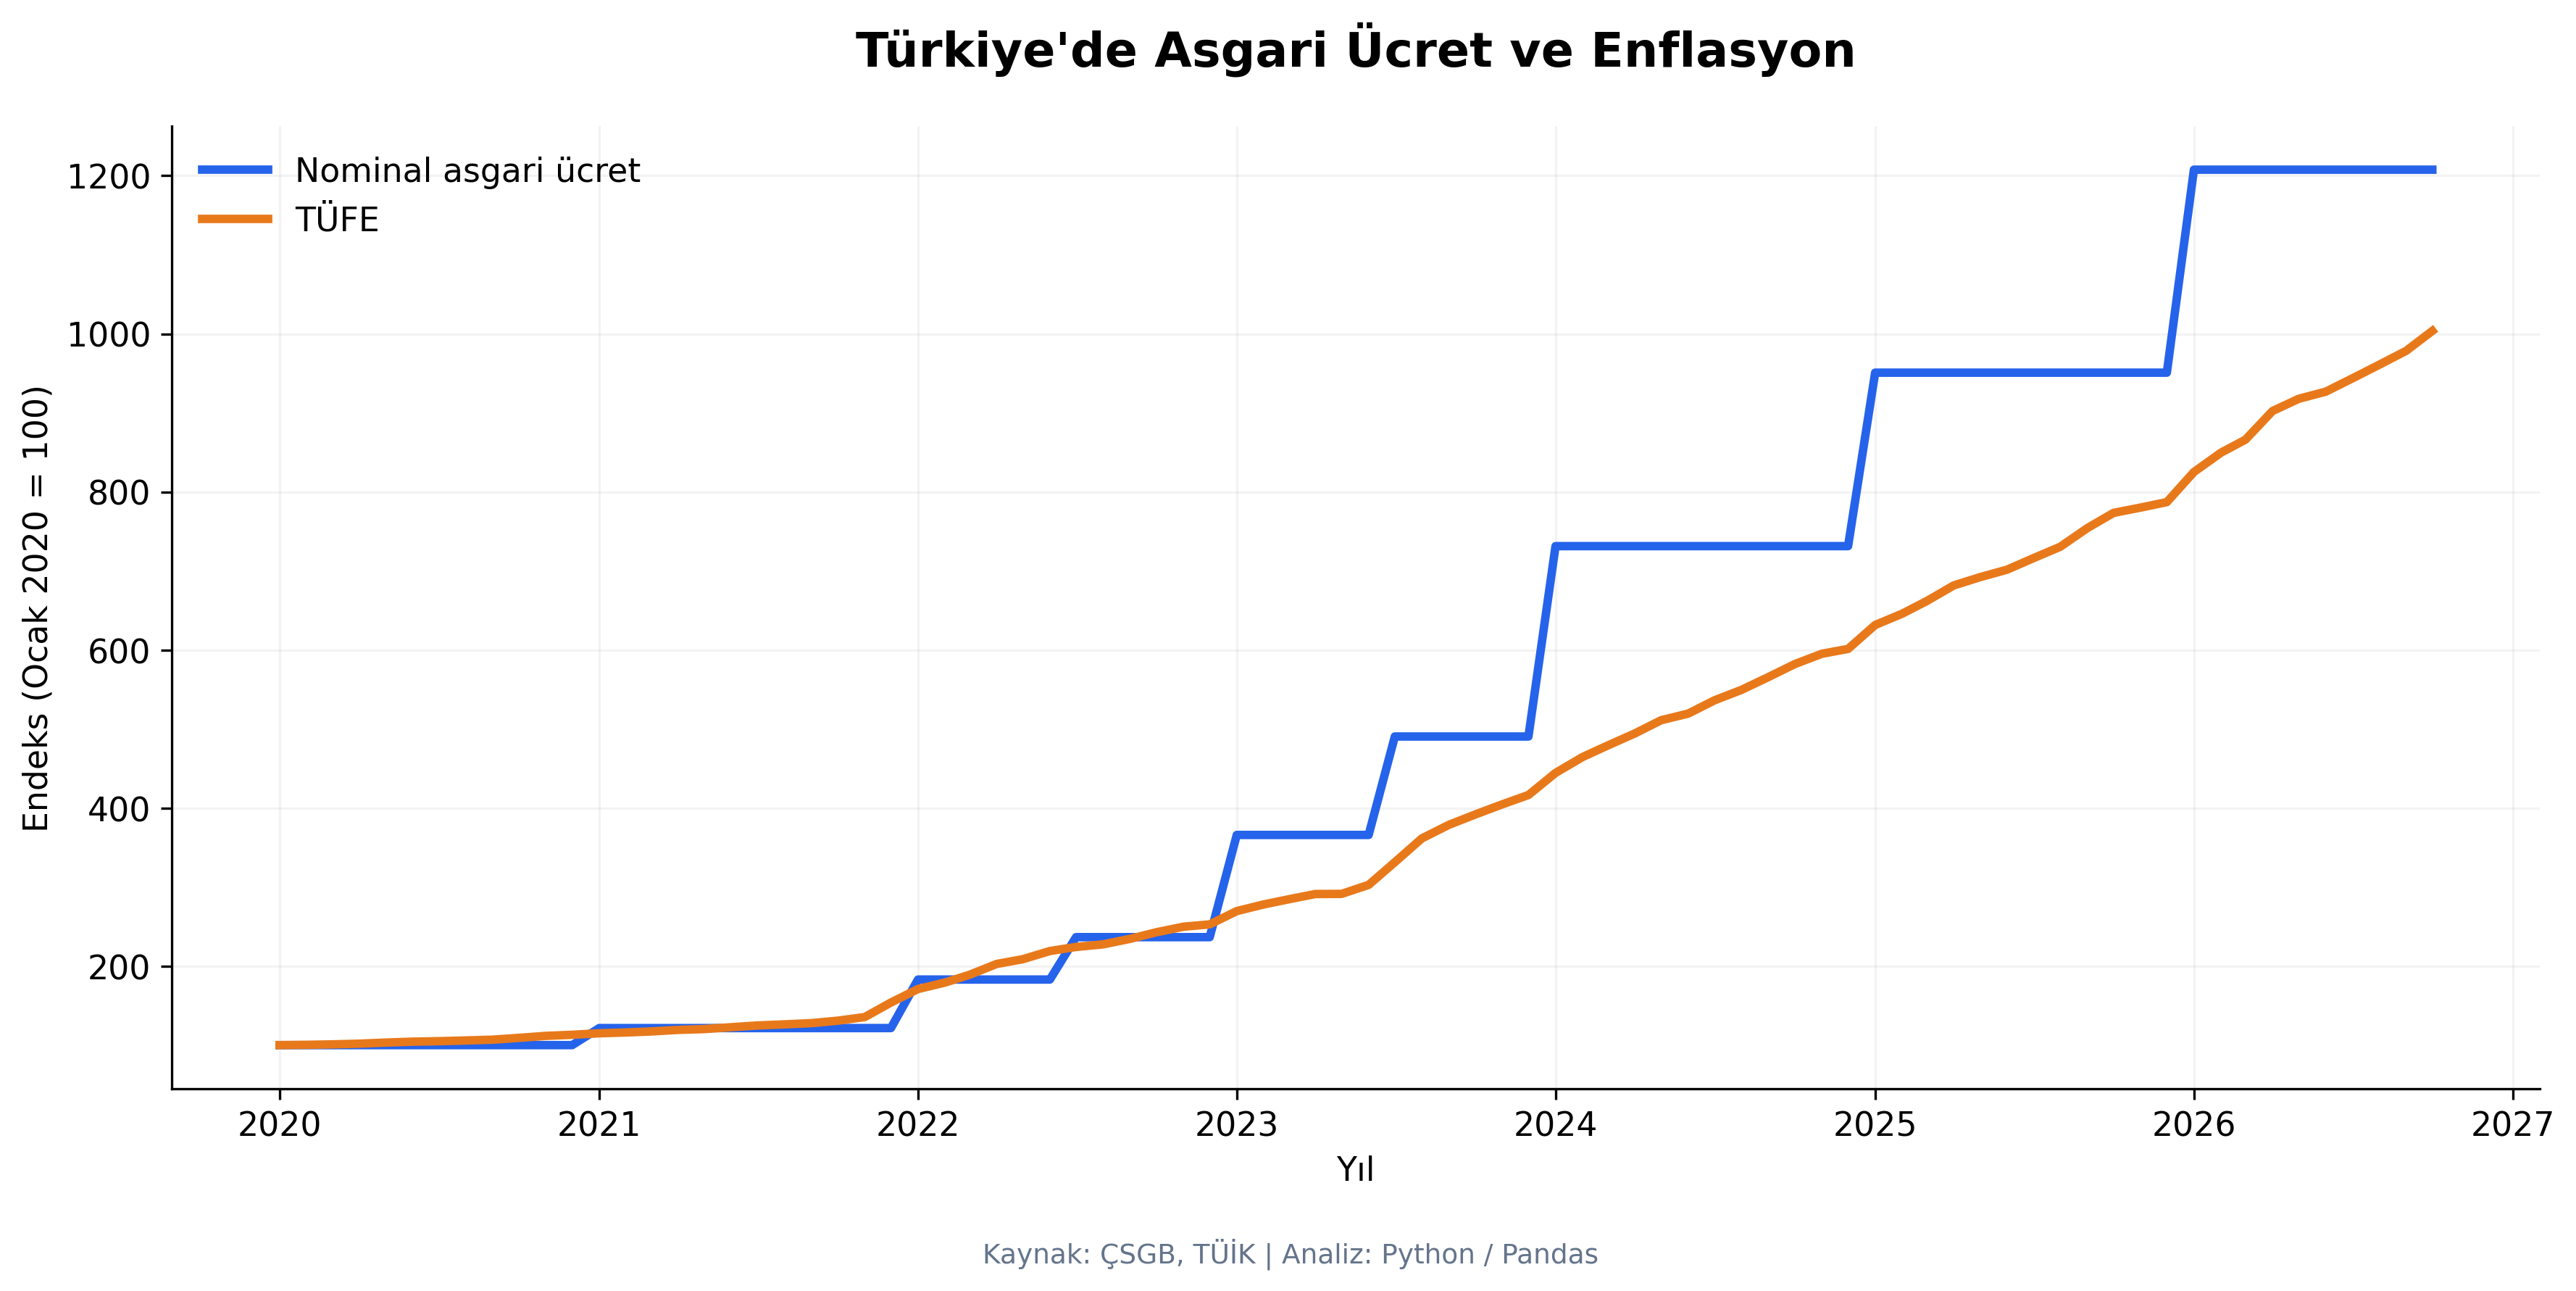 Türkiye'de Asgari Ücret ve Enflasyon
Nominal asgari ücret
TÜFE
Endeks (Ocak 2020 = 100)
1200
1000
800
600
400
200
2020 2021 2022 2023 2024 2025 2026 2027
Yıl
Kaynak: ÇSGB, TÜİK | Analiz: Python / Pandas